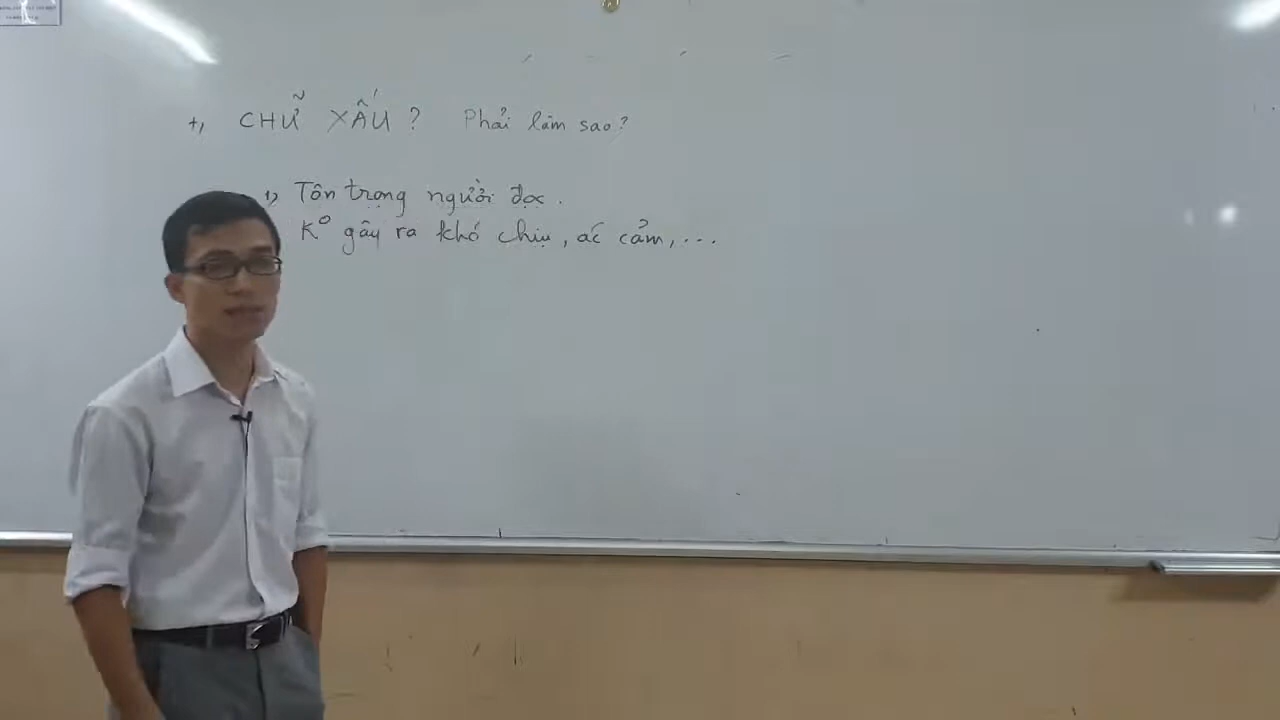 +, CHỮ XẤU ? Phải làm sao?
1, Tôn trọng người đọc.
K° gây ra khó chịu, ác cảm,...